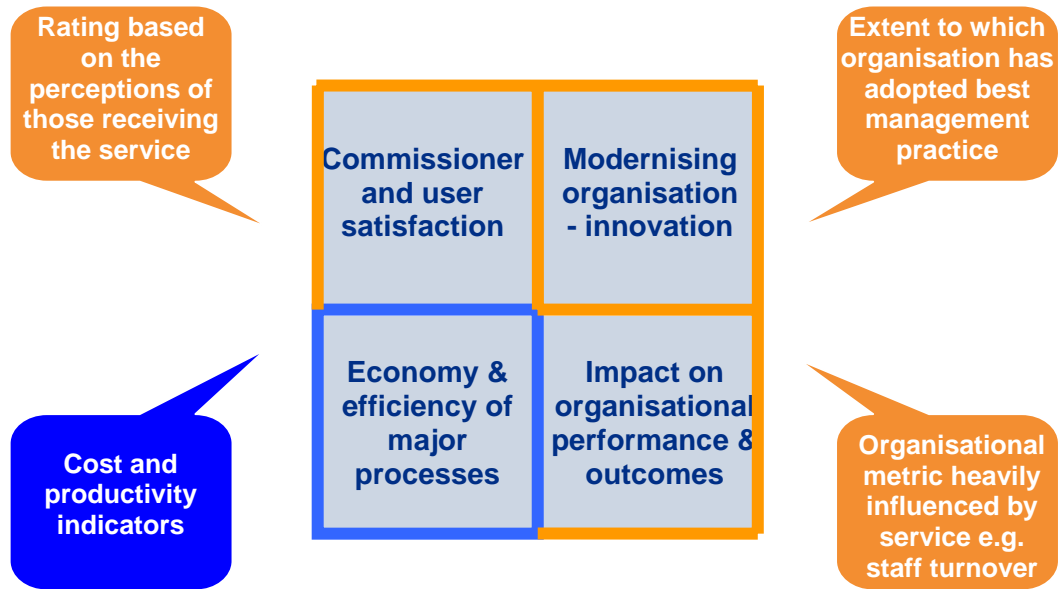 Rating based
on the
perceptions of
those receiving
the service
Extent to which
organisation has
adopted best
management
practice
Commissioner
and user
satisfaction
Modernising
organisation
- innovation
Economy &
efficiency of
major
processes
Impact on
organisational
performance &
outcomes
Cost and
productivity
indicators
Organisational
metric heavily
influenced by
service e.g.
staff turnover